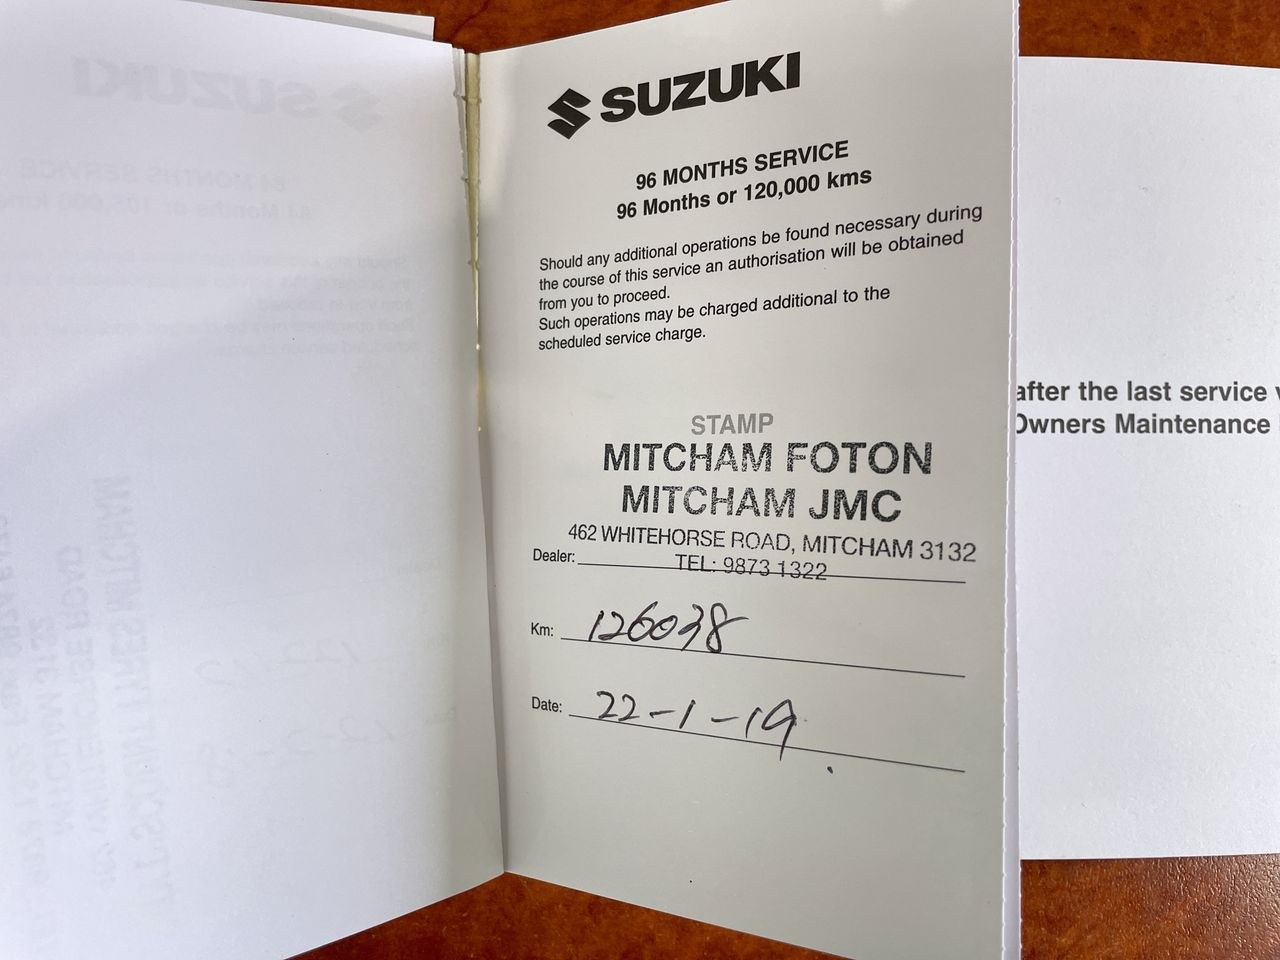 SUZUKI
96 MONTHS SERVICE
96 Months or 120,000 kms
Should any additional operations be found necessary during
the course of this service an authorisation will be obtained
from you to proceed.
Such operations may be charged additional to the
scheduled service charge.
STAMP
MITCHAM FOTON
MITCHAM JMC
462 WHITEHORSE ROAD, MITCHAM 3132
TEL: 9873 1322
Dealer:
Km: 126038
Date: 22-1-19.
after the last service
Owners Maintenance